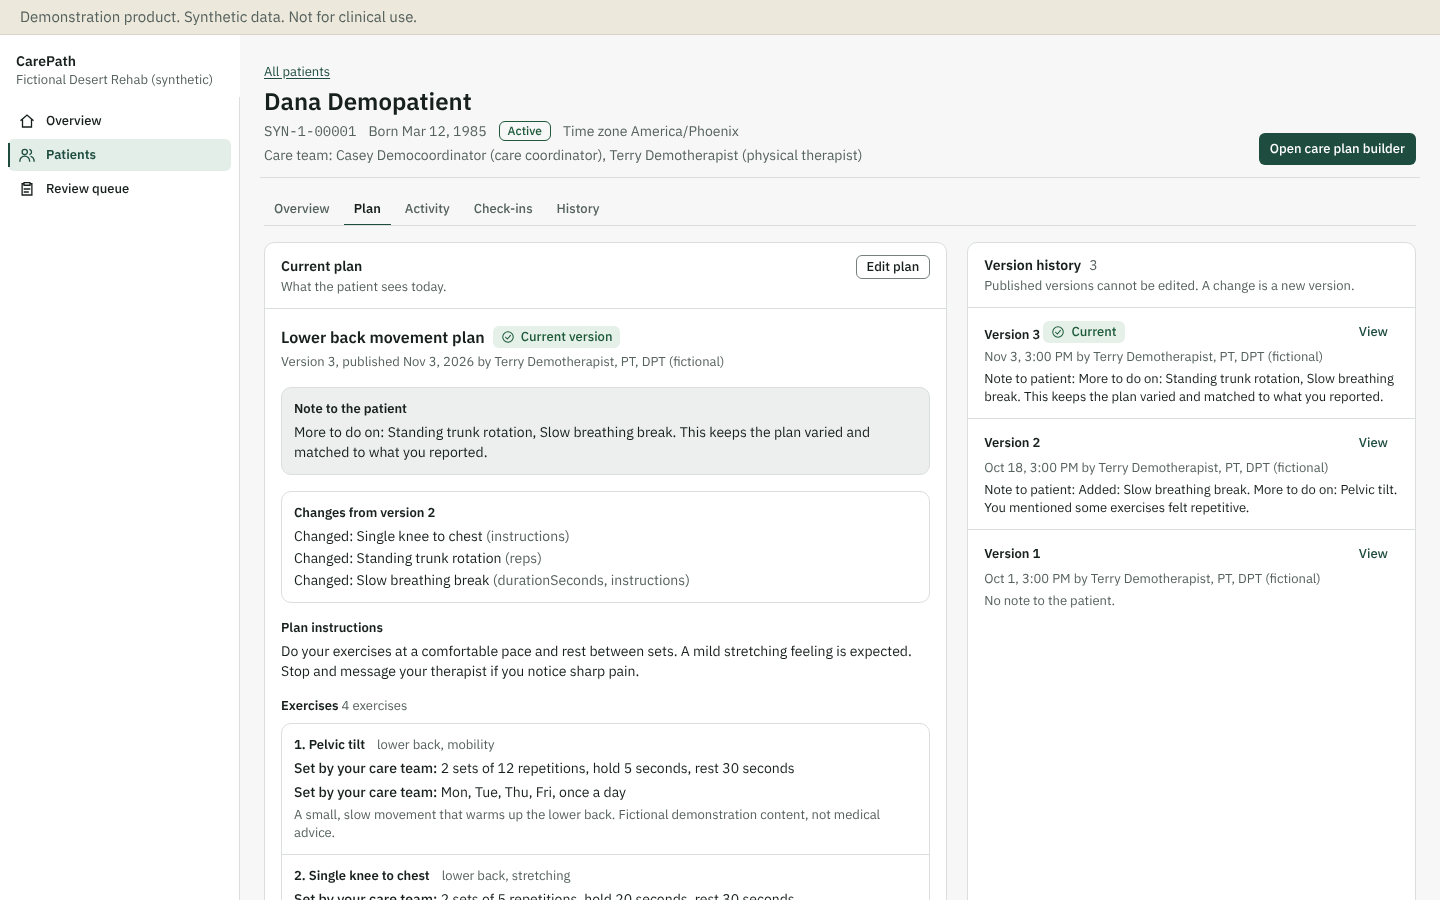 Demonstration product. Synthetic data. Not for clinical use.
CarePath
Fictional Desert Rehab (synthetic)
Overview
Patients
Review queue
All patients
Dana Demopatient
SYN-1-00001 Born Mar 12, 1985 Active Time zone America/Phoenix
Care team: Casey Democoordinator (care coordinator), Terry Demotherapist (physical therapist)
Open care plan builder
Overview Plan Activity Check-ins History
Current plan
What the patient sees today.
Edit plan
Lower back movement plan Current version
Version 3, published Nov 3, 2026 by Terry Demotherapist, PT, DPT (fictional)
Note to the patient
More to do on: Standing trunk rotation, Slow breathing break. This keeps the plan varied and
matched to what you reported.
Changes from version 2
Changed: Single knee to chest (instructions)
Changed: Standing trunk rotation (reps)
Changed: Slow breathing break (durationSeconds, instructions)
Plan instructions
Do your exercises at a comfortable pace and rest between sets. A mild stretching feeling is expected.
Stop and message your therapist if you notice sharp pain.
Exercises 4 exercises
1. Pelvic tilt lower back, mobility
Set by your care team: 2 sets of 12 repetitions, hold 5 seconds, rest 30 seconds
Set by your care team: Mon, Tue, Thu, Fri, once a day
A small, slow movement that warms up the lower back. Fictional demonstration content, not medical
advice.
2. Single knee to chest lower back, stretching
Set by your care team: 2 sets of 5 repetitions, hold 20 seconds, rest 30 seconds
Version history 3
Published versions cannot be edited. A change is a new version.
Version 3 Current View
Nov 3, 3:00 PM by Terry Demotherapist, PT, DPT (fictional)
Note to patient: More to do on: Standing trunk rotation, Slow breathing
break. This keeps the plan varied and matched to what you reported.
Version 2 View
Oct 18, 3:00 PM by Terry Demotherapist, PT, DPT (fictional)
Note to patient: Added: Slow breathing break. More to do on: Pelvic tilt.
You mentioned some exercises felt repetitive.
Version 1 View
Oct 1, 3:00 PM by Terry Demotherapist, PT, DPT (fictional)
No note to the patient.